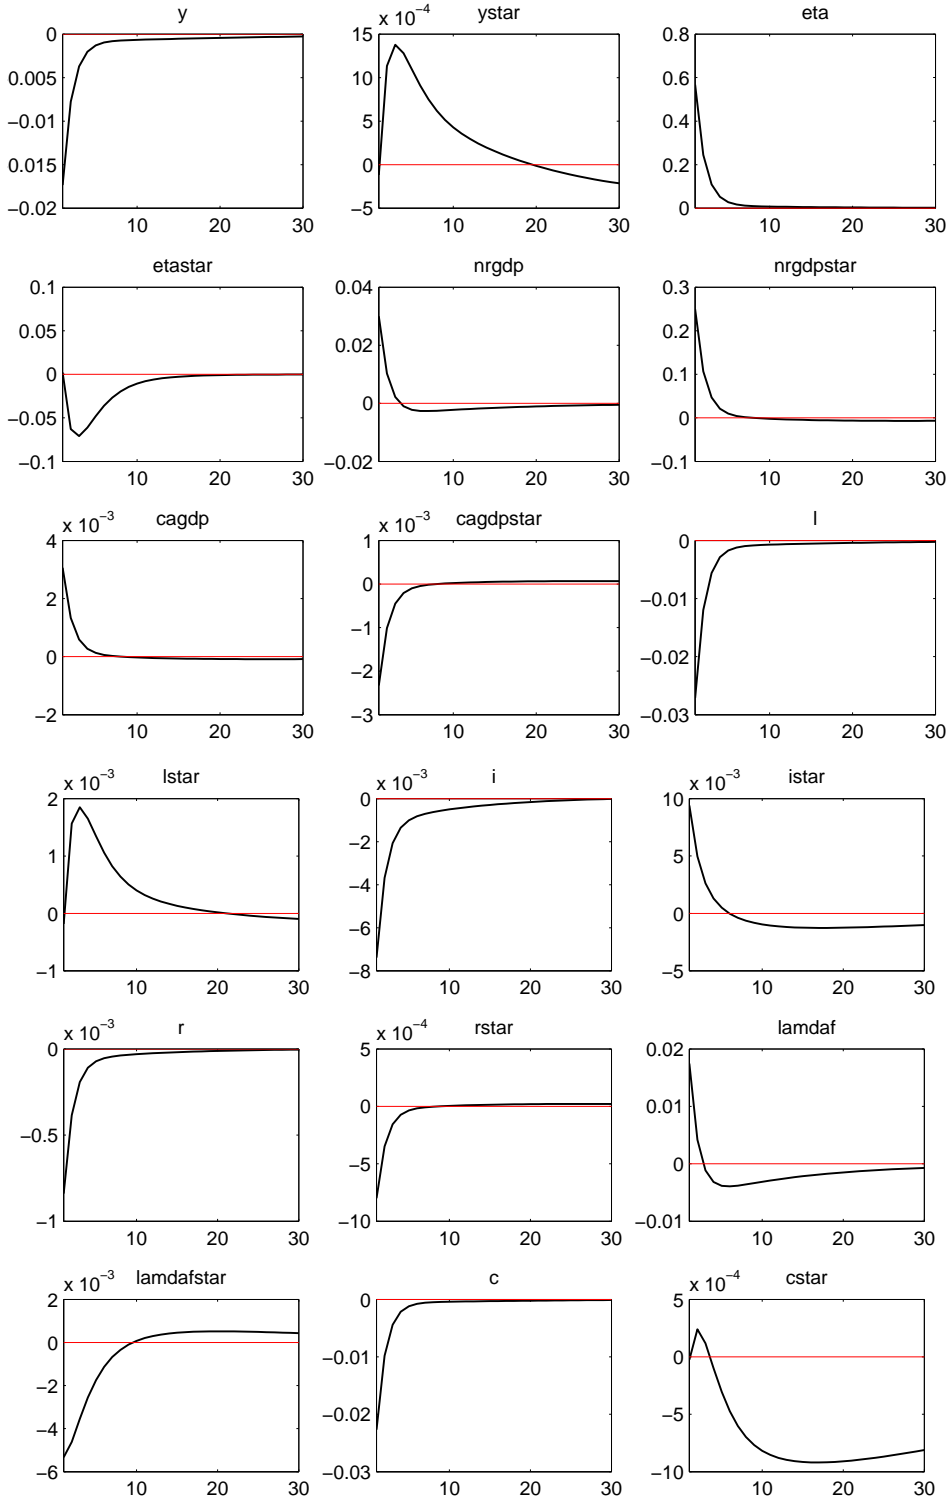 y
0
0.005
−0.01
0.015
−0.02
10 20 30
ystar
x 10−4
15
10
5
0
−5
10 20 30
eta
0.8
0.6
0.4
0.2
0
10 20 30
etastar
0.1
0.05
0
−0.05
−0.1
10 20 30
nrgdp
0.04
0.02
0
−0.02
10 20 30
nrgdpstar
0.3
0.2
0.1
0
−0.1
10 20 30
cagdp
x 10−3
4
2
0
−2
10 20 30
cagdpstar
x 10−3
1
0
−1
−2
−3
10 20 30
l
0
−0.01
−0.02
−0.03
10 20 30
lstar
x 10−3
2
1
0
−1
10 20 30
i
x 10−3
0
−2
−4
−6
−8
10 20 30
istar
x 10−3
10
5
0
−5
10 20 30
r
x 10−3
0
−0.5
−1
10 20 30
rstar
x 10−4
5
0
−5
−10
10 20 30
lamdaf
0.02
0.01
0
−0.01
10 20 30
lamdafstar
x 10−3
2
0
−2
−4
−6
10 20 30
c
0
−0.01
−0.02
−0.03
10 20 30
cstar
x 10−4
5
0
−5
−10
10 20 30